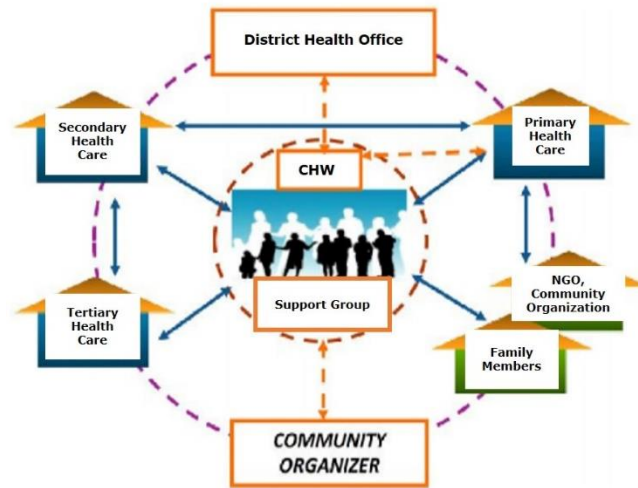 District Health Office
Secondary
Health
Care
Primary
Health
Care
CHW
Support Group
Tertiary
Health
Care
NGO,
Community
Organization
Family
Members
COMMUNITY
ORGANIZER